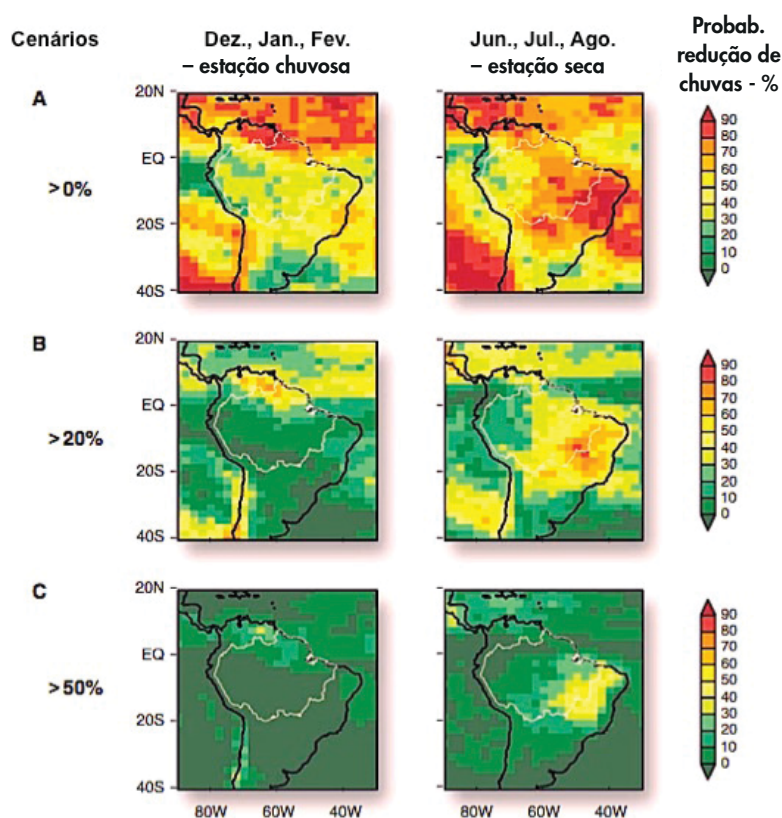 Cenários
Dez., Jan., Fev.
– estação chuvosa
Jun., Jul., Ago.
– estação seca
Probab.
redução de
chuvas - %
A
>0%
20N
EQ
20S
40S
90
80
70
60
50
40
30
20
10
0
B
>20%
20N
EQ
20S
40S
90
80
70
60
50
40
30
20
10
0
C
>50%
20N
EQ
20S
40S
80W 60W 40W
80W 60W 40W
90
80
70
60
50
40
30
20
10
0